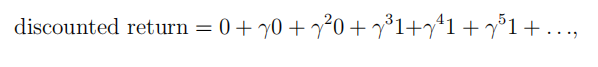 discounted return = 0 + γ0 + γ²0 + γ³1+γ⁴1 + γ⁵1 + ...,